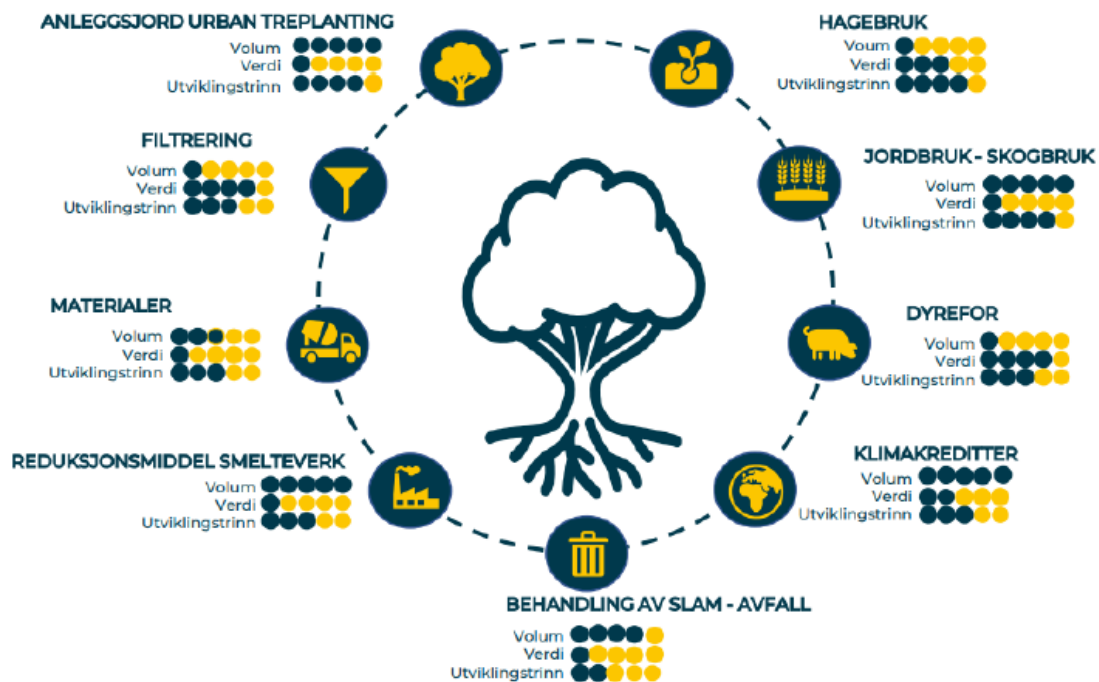 ANLEGGSJORD URBAN TREPLANTING
Volum
Verdi
Utviklingstrinn
HAGEBRUK
Voum
Verdi
Utviklingstrinn
FILTRERING
Volum
Verdi
Utviklingstrinn
JORDBRUK - SKOGBRUK
Volum
Verdi
Utviklingstrinn
MATERIALER
Volum
Verdi
Utviklingstrinn
DYREFOR
Volum
Verdi
Utviklingstrinn
REDUKSJONSMIDDEL SMELTEVERK
Volum
Verdi
Utviklingstrinn
KLIMAKREDITTER
Volum
Verdi
Utviklingstrinn
BEHANDLING AV SLAM - AVFALL
Volum
Verdi
Utviklingstrinn